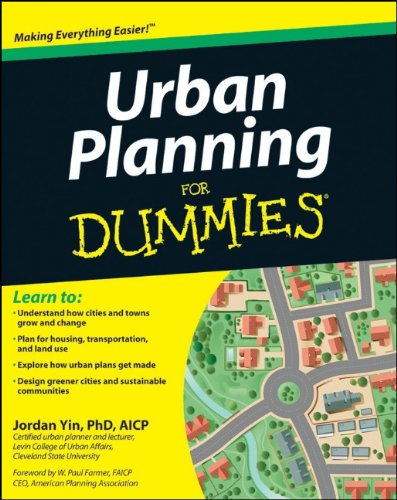 Making Everything Easier!™
Urban
Planning
FOR
DUMMIES®
Learn to:
• Understand how cities and towns
grow and change
• Plan for housing, transportation,
and land use
• Explore how urban plans get made
• Design greener cities and sustainable
communities
Jordan Yin, PhD, AICP
Certified urban planner and lecturer,
Levin College of Urban Affairs,
Cleveland State University
Foreword by W. Paul Farmer, FAICP
CEO, American Planning Association